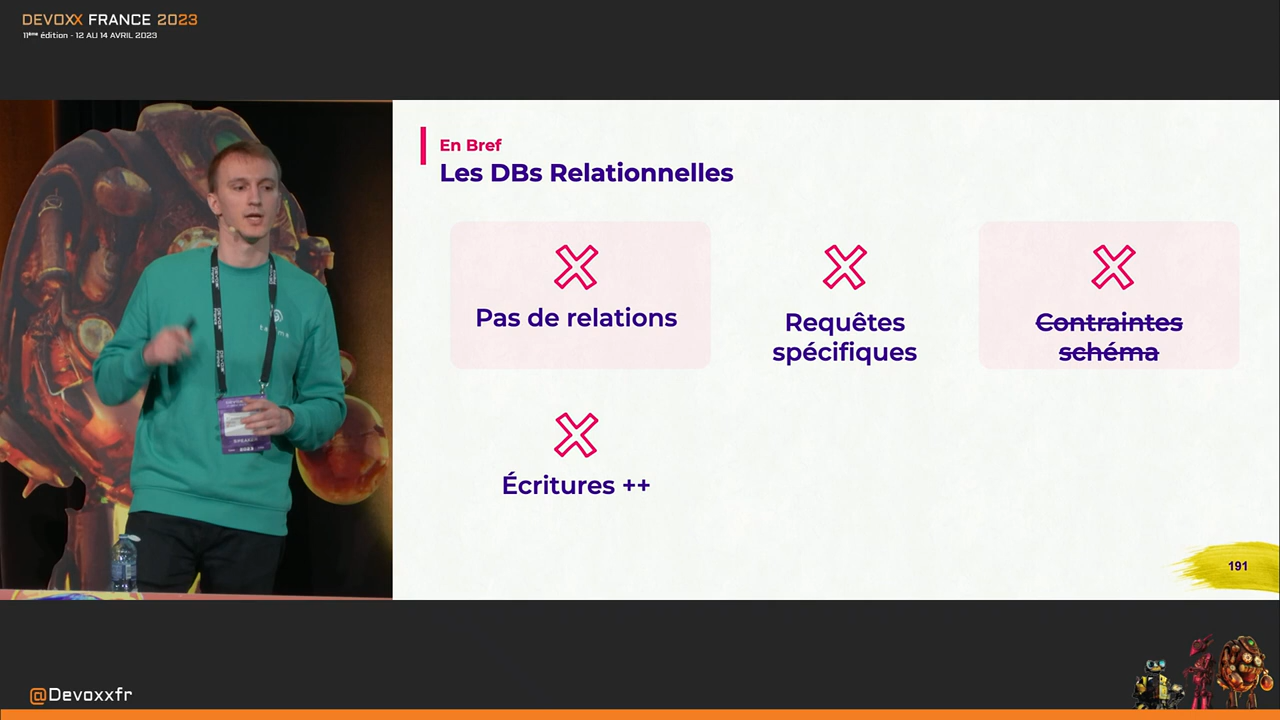 DEVOXX FRANCE 2023
11ème édition - 12 AU 14 AVRIL 2023
En Bref
Les DBs Relationnelles
Pas de relations
Requêtes
spécifiques
Contraintes
schéma
Écritures ++
191
SPEAKER
@Devoxxfr